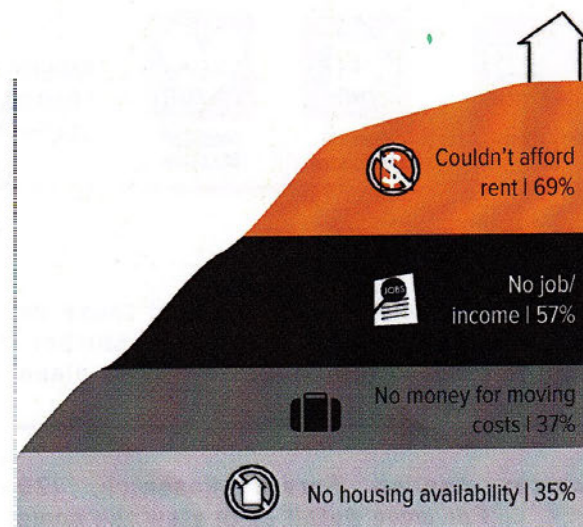 Couldn't afford
rent | 69%
JOBS
No job/
income | 57%
No money for moving
costs | 37%
No housing availability | 35%